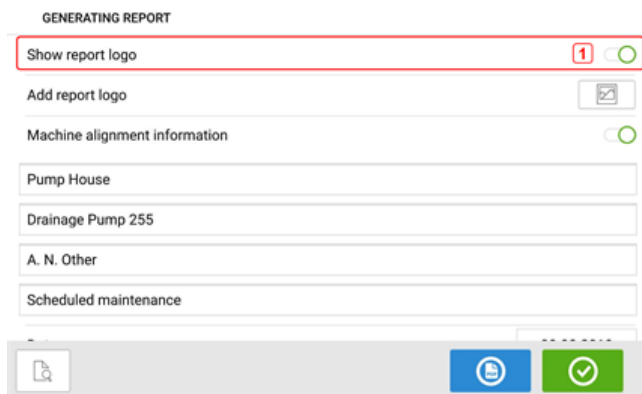 GENERATING REPORT
Show report logo 1
Add report logo
Machine alignment information
Pump House
Drainage Pump 255
A. N. Other
Scheduled maintenance